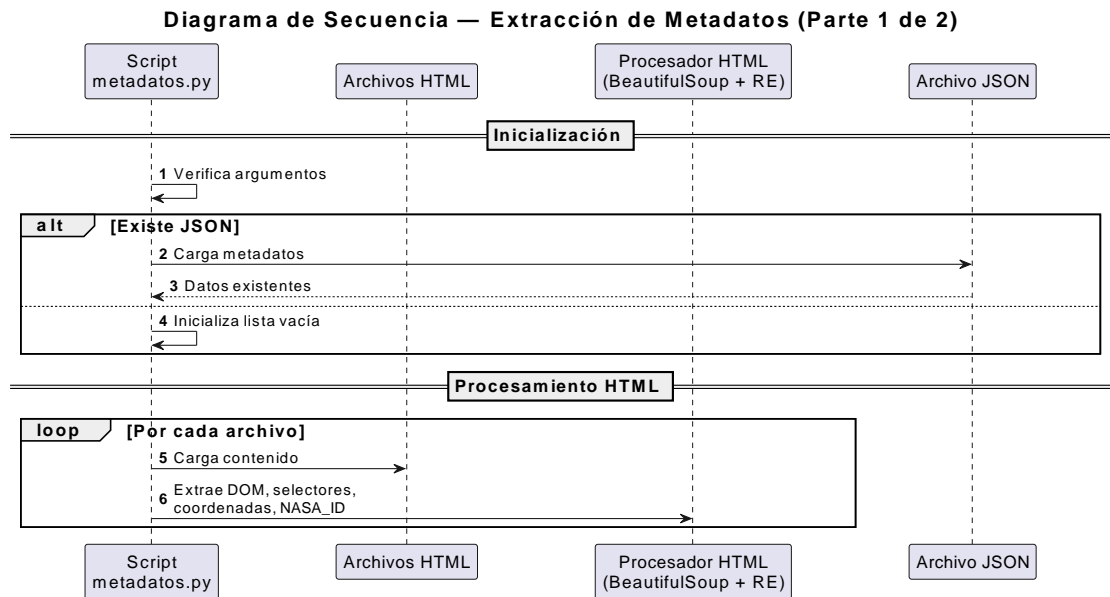 Diagrama de Secuencia — Extracción de Metadatos (Parte 1 de 2)
Script
metadatos.py
Archivos HTML
Procesador HTML
(BeautifulSoup + RE)
Archivo JSON
Inicialización
1 Verifica argumentos
alt [Existe JSON]
2 Carga metadatos
3 Datos existentes
4 Inicializa lista vacía
Procesamiento HTML
loop [Por cada archivo]
5 Carga contenido
6 Extrae DOM, selectores,
coordenadas, NASA_ID
Script
metadatos.py
Archivos HTML
Procesador HTML
(BeautifulSoup + RE)
Archivo JSON